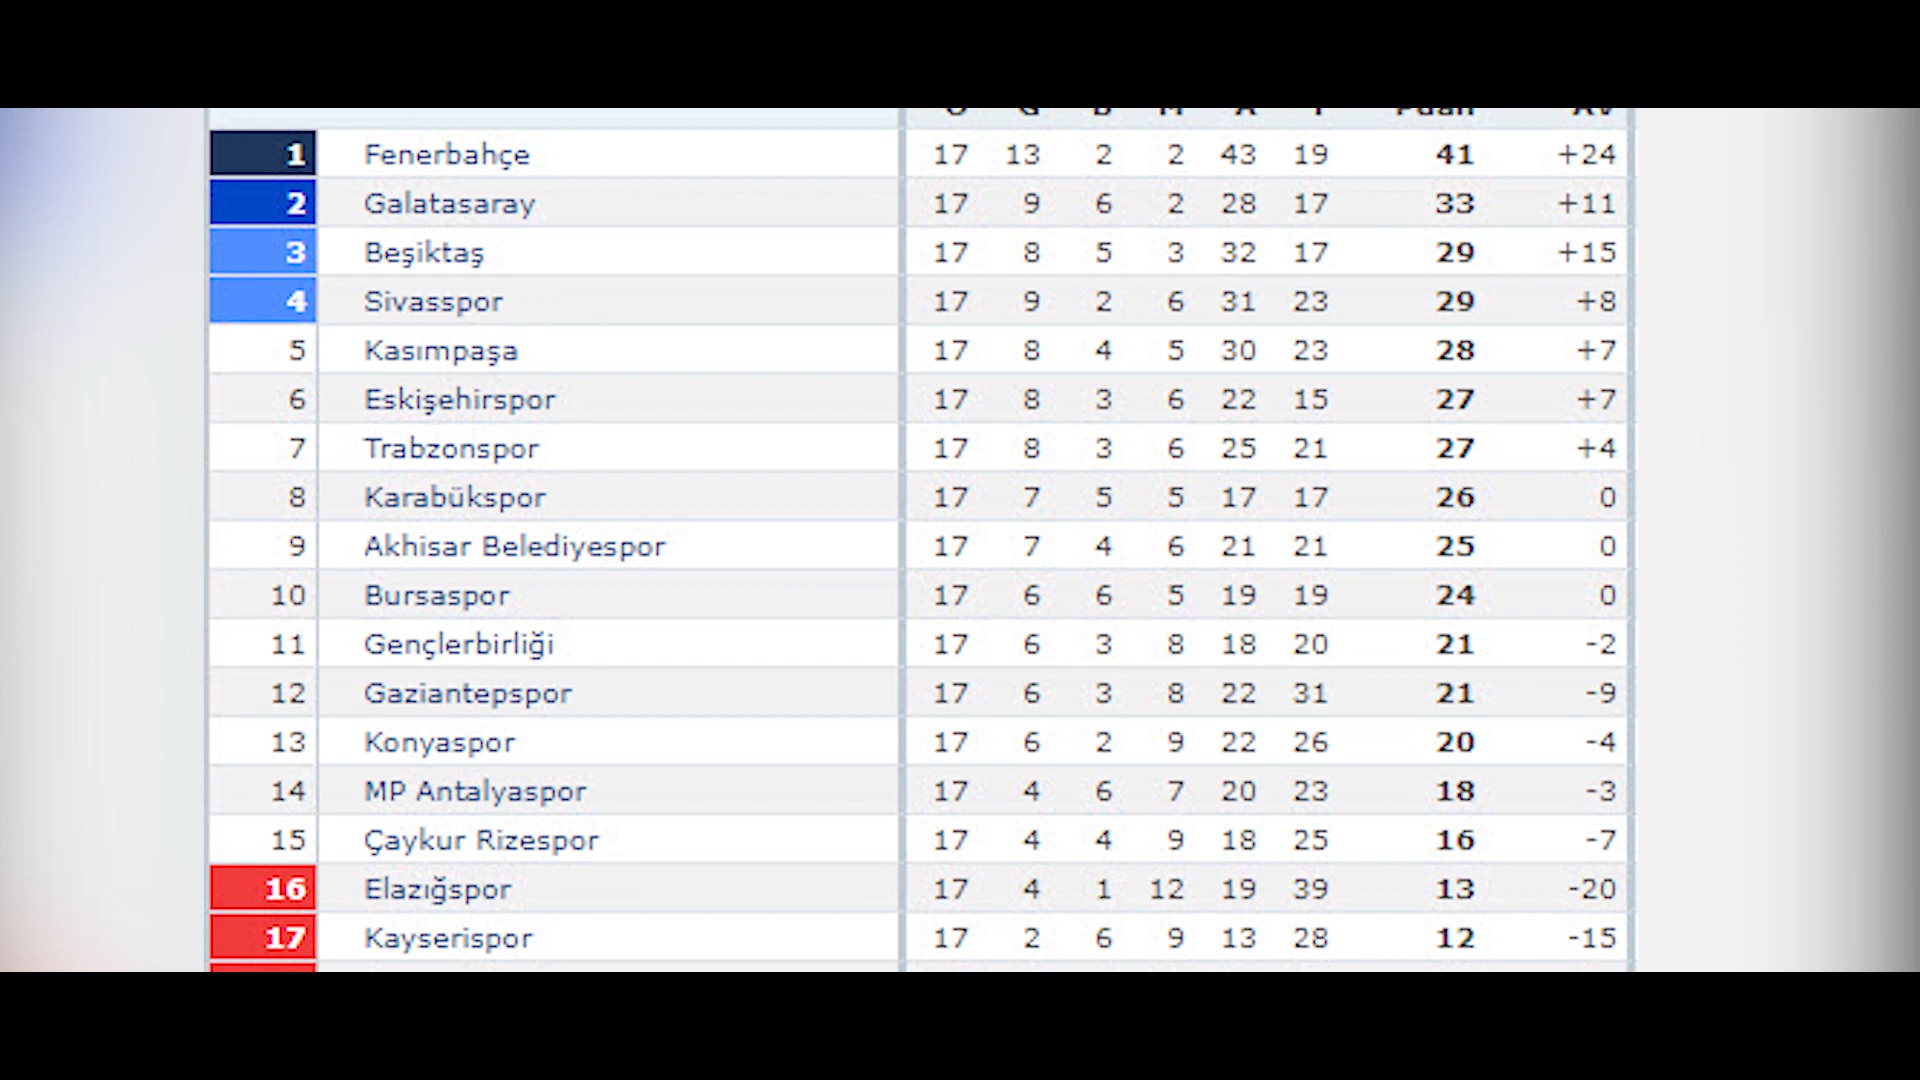 O G B M A Y Puan Av
1 Fenerbahçe 17 13 2 2 43 19 41 +24
2 Galatasaray 17 9 6 2 28 17 33 +11
3 Beşiktaş 17 8 5 3 32 17 29 +15
4 Sivasspor 17 9 2 6 31 23 29 +8
5 Kasımpaşa 17 8 4 5 30 23 28 +7
6 Eskişehirspor 17 8 3 6 22 15 27 +7
7 Trabzonspor 17 8 3 6 25 21 27 +4
8 Karabükspor 17 7 5 5 17 17 26 0
9 Akhisar Belediyespor 17 7 4 6 21 21 25 0
10 Bursaspor 17 6 6 5 19 19 24 0
11 Gençlerbirliği 17 6 3 8 18 20 21 -2
12 Gaziantepspor 17 6 3 8 22 31 21 -9
13 Konyaspor 17 6 2 9 22 26 20 -4
14 MP Antalyaspor 17 4 6 7 20 23 18 -3
15 Çaykur Rizespor 17 4 4 9 18 25 16 -7
16 Elazığspor 17 4 1 12 19 39 13 -20
17 Kayserispor 17 2 6 9 13 28 12 -15